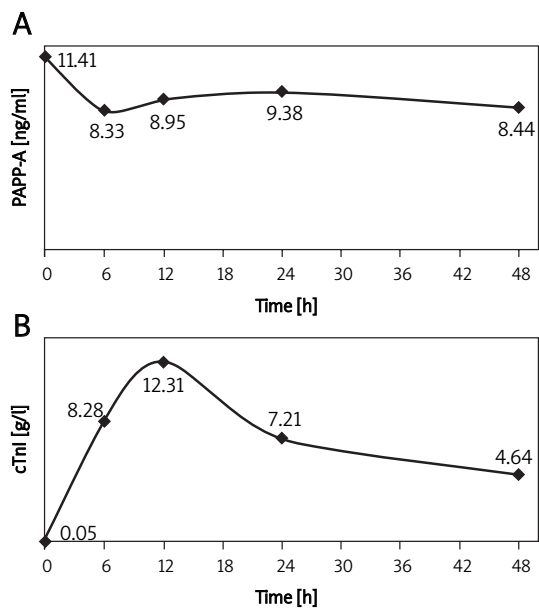 A
PAPP-A [ng/ml]
11.41
8.33
8.95
9.38
8.44
0 6 12 18 24 30 36 42 48
Time [h]
B
cTnI [g/l]
0.05
8.28
12.31
7.21
4.64
0 6 12 18 24 30 36 42 48
Time [h]